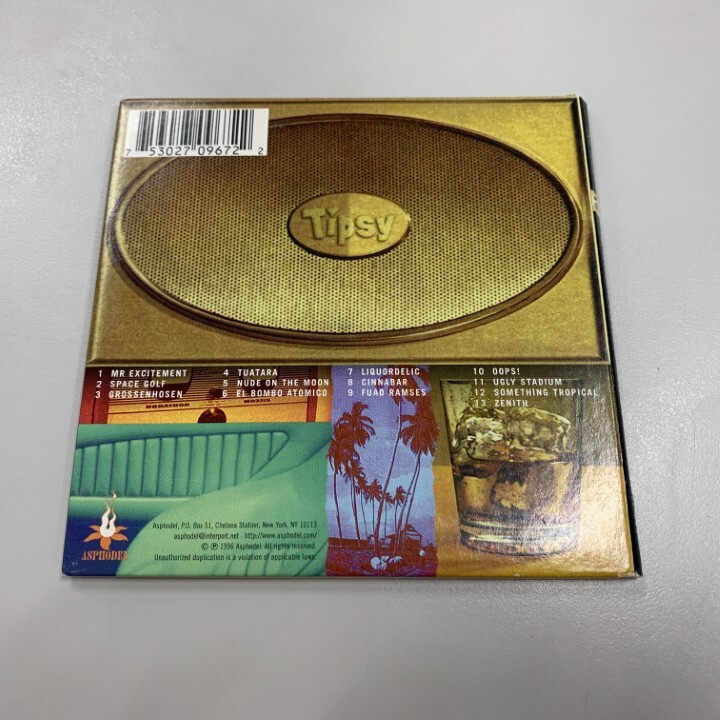 7 53027 09672 2
Tipsy
1 MR EXCITEMENT
2 SPACE GOLF
3 GROSSENHOSEN
4 TUATARA
5 NUDE ON THE MOON
6 EL BOMBO ATOMICO
7 LIQUORDELIC
8 CINNABAR
9 FUAD RAMSES
10 OOPS!
11 UGLY STADIUM
12 SOMETHING TROPICAL
13 ZENITH
ASPHODEL
Asphodel, P.O. Box 51, Chelsea Station, New York, NY 10113
asphodel@interport.net - http://www.asphodel.com/
© ℗ 1996 Asphodel. All rights reserved.
Unauthorized duplication is a violation of applicable laws.